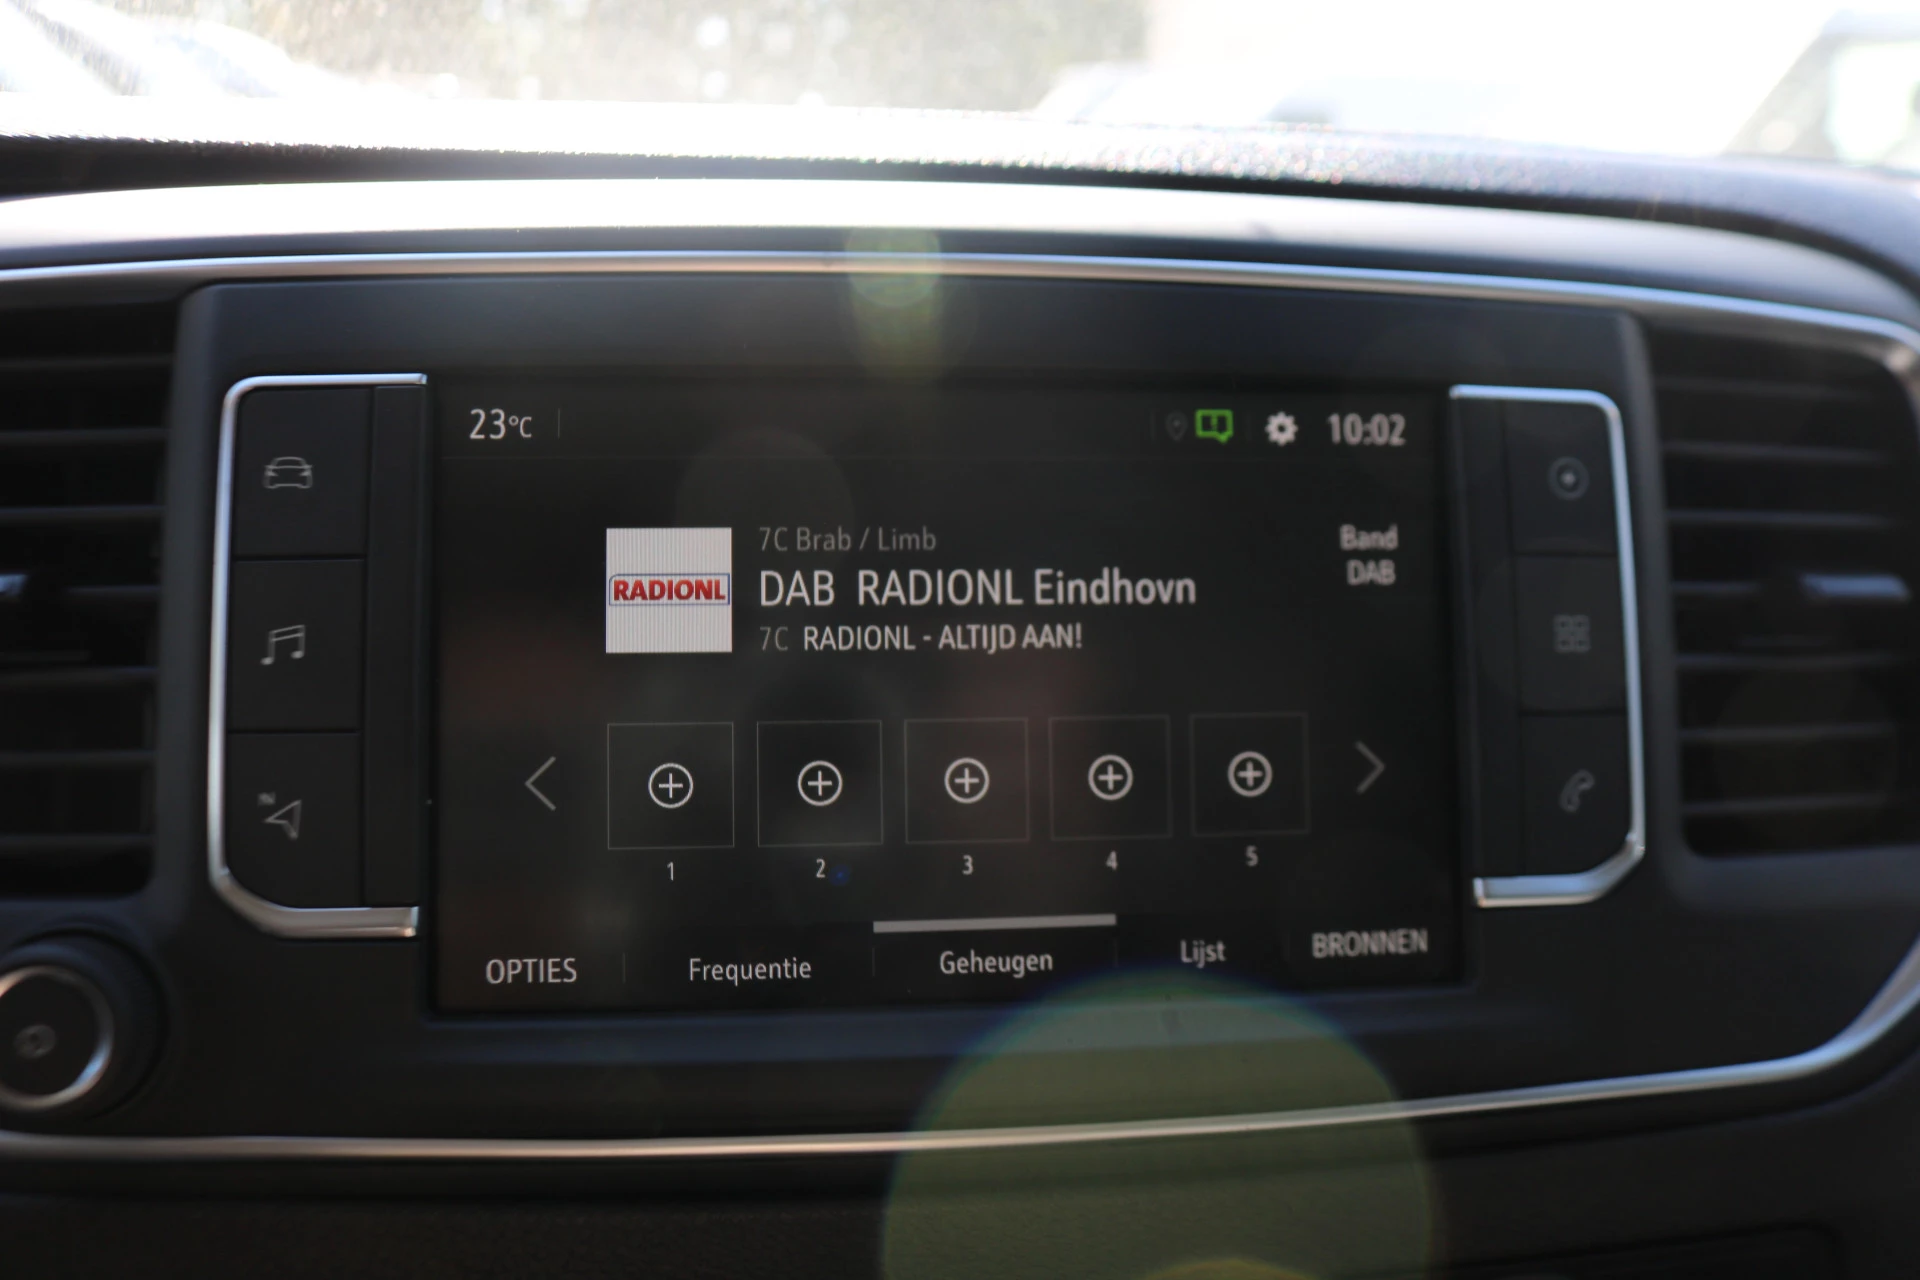 23°C
10:02
7C Brab / Limb
Band
RADIONL
DAB RADIONL Eindhovn
DAB
7C RADIONL - ALTIJD AAN!
1
2
3
4
5
OPTIES
Frequentie
Geheugen
Lijst
BRONNEN